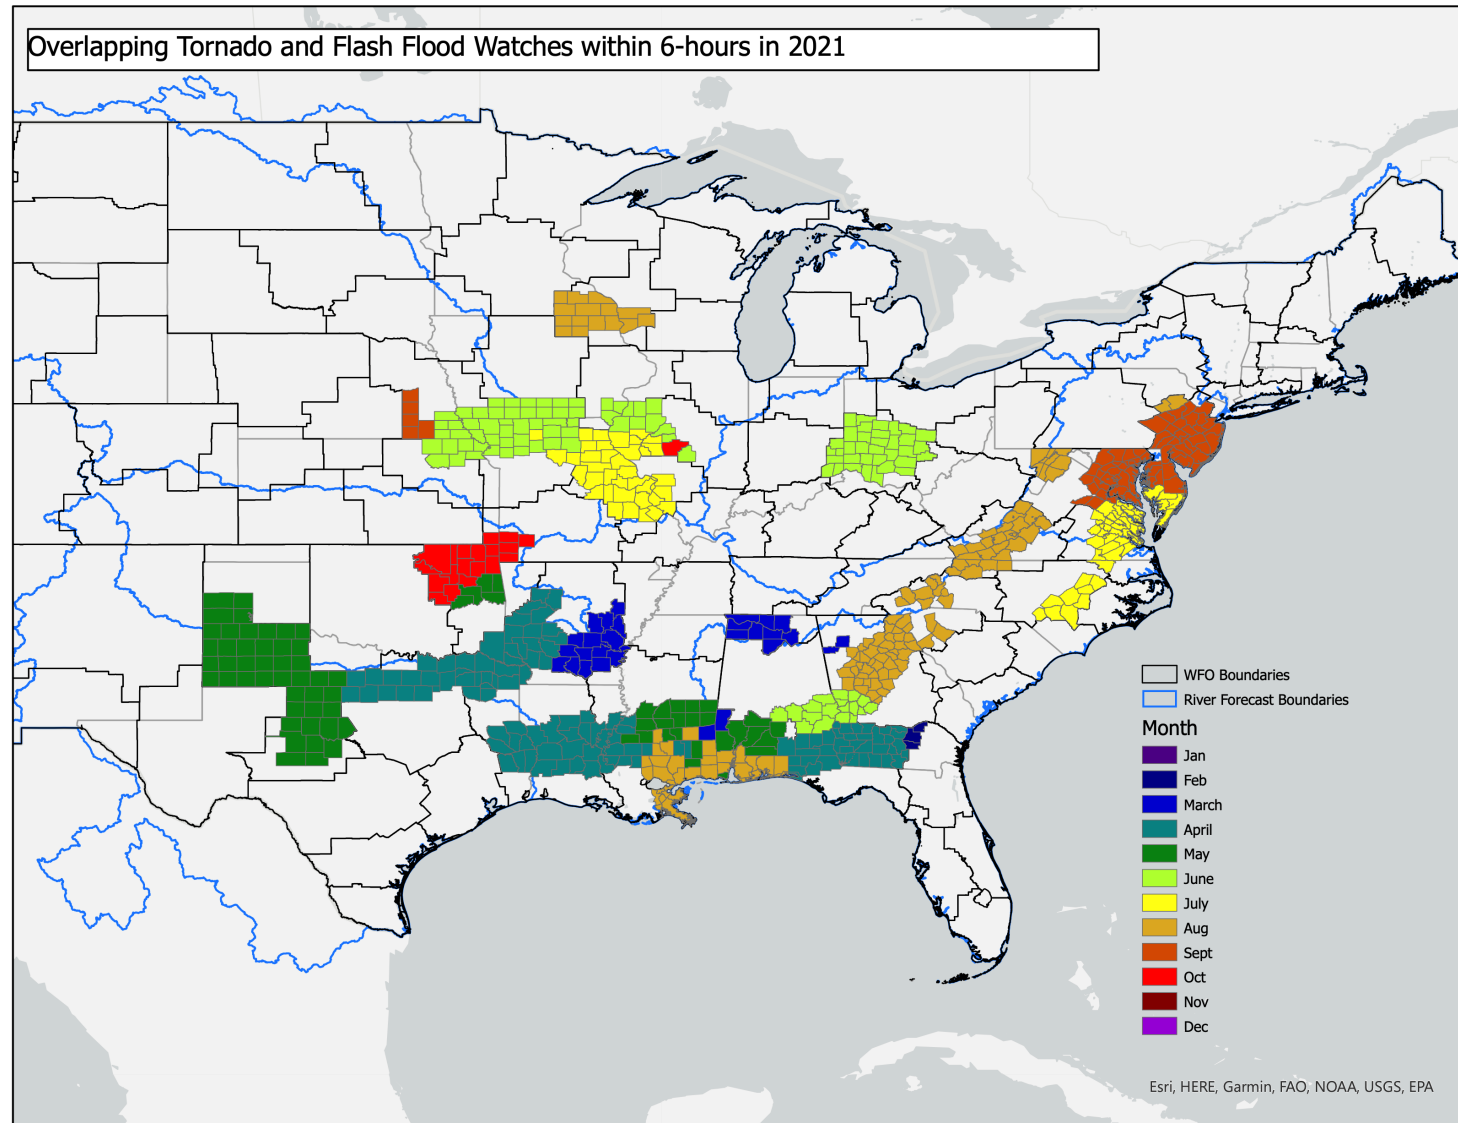 Overlapping Tornado and Flash Flood Watches within 6-hours in 2021
WFO Boundaries
River Forecast Boundaries
Month
Jan
Feb
March
April
May
June
July
Aug
Sept
Oct
Nov
Dec
Esri, HERE, Garmin, FAO, NOAA, USGS, EPA